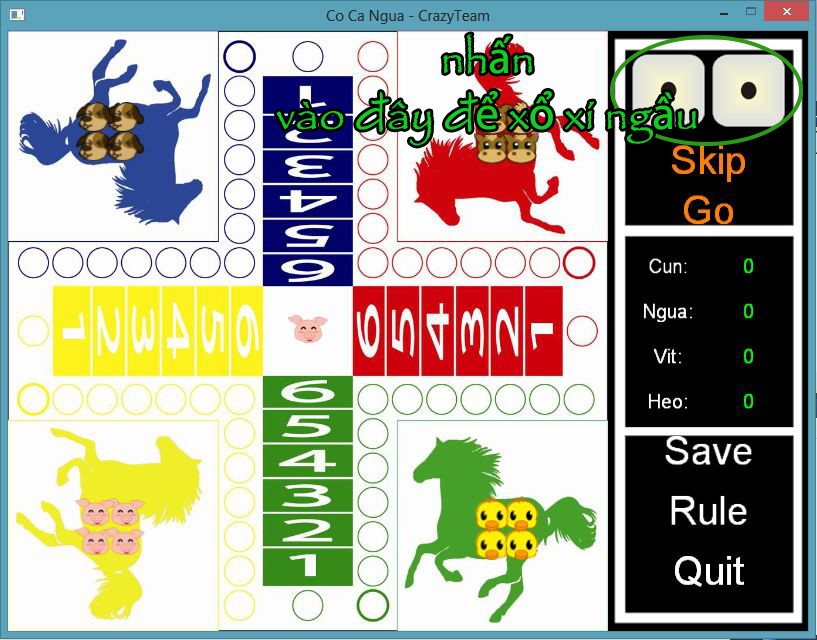 Co Ca Ngua - CrazyTeam
nhấn
vào đây để xổ xí ngầu
Skip
Go
1
2
3
4
5
6
1 2 3 4 5 6
6 5 4 3 2 1
6
5
4
3
2
1
Cun: 0
Ngua: 0
Vit: 0
Heo: 0
Save
Rule
Quit